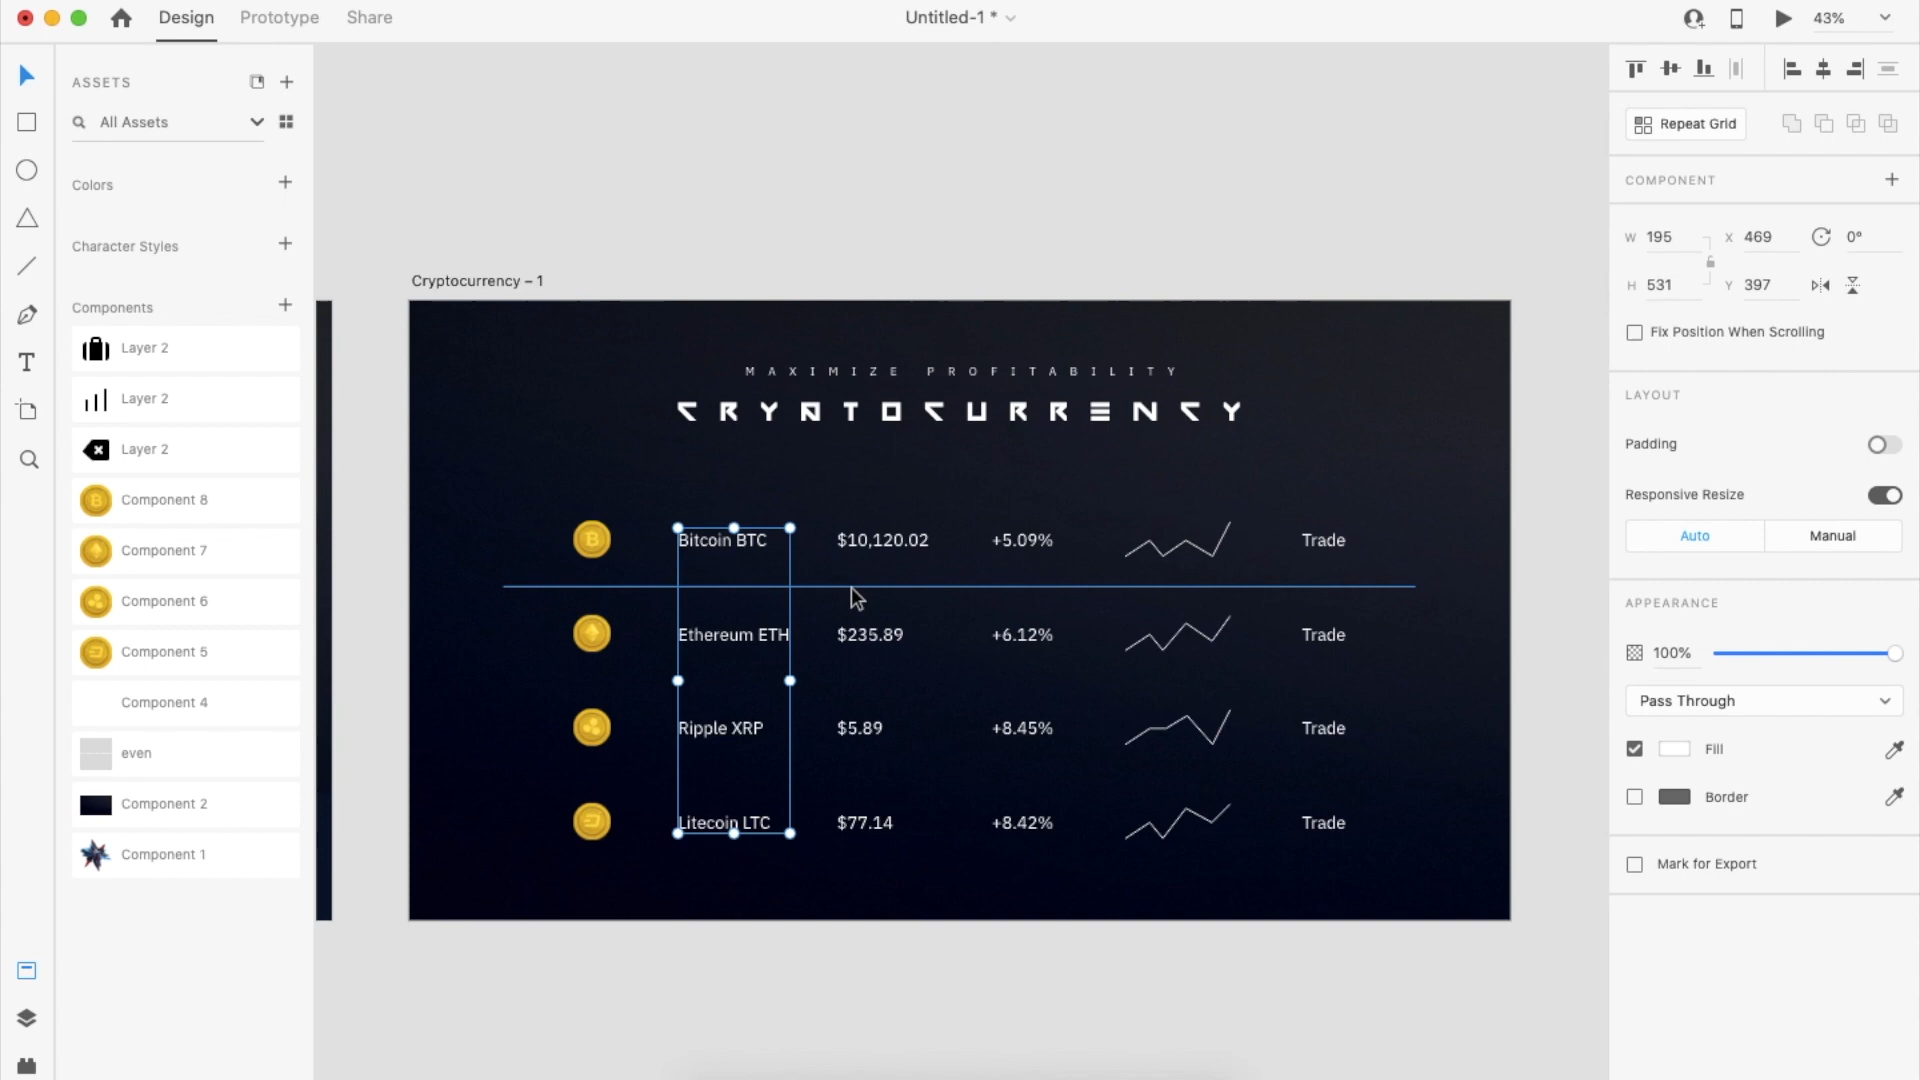 Design Prototype Share
Untitled-1 *
43%
ASSETS
All Assets
Colors
Character Styles
Components
Layer 2
Layer 2
Layer 2
Component 8
Component 7
Component 6
Component 5
Component 4
even
Component 2
Component 1
Cryptocurrency – 1
MAXIMIZE PROFITABILITY
CRYPTOCURRENCY
Bitcoin BTC $10,120.02 +5.09% Trade
Ethereum ETH $235.89 +6.12% Trade
Ripple XRP $5.89 +8.45% Trade
Litecoin LTC $77.14 +8.42% Trade
Repeat Grid
COMPONENT
W 195 X 469 0°
H 531 Y 397
Fix Position When Scrolling
LAYOUT
Padding
Responsive Resize
Auto Manual
APPEARANCE
100%
Pass Through
Fill
Border
Mark for Export